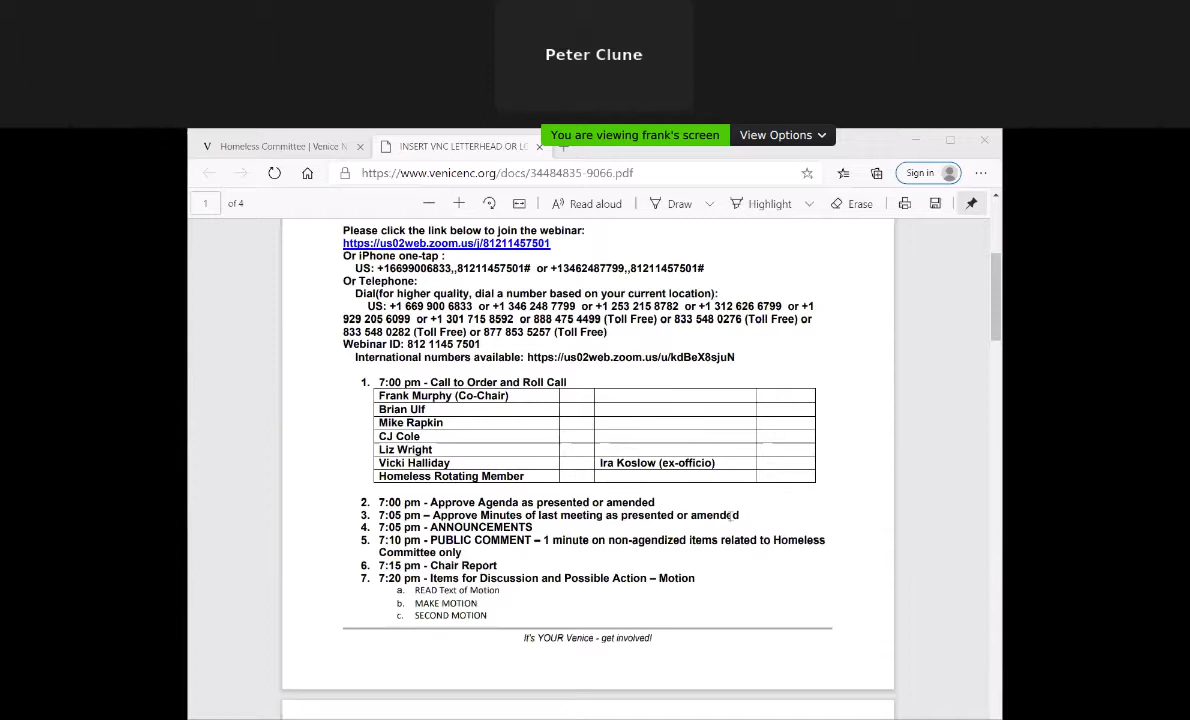 Peter Clune
You are viewing frank's screen View Options
V Homeless Committee | Venice N INSERT VNC LETTERHEAD OR LO
https://www.venicenc.org/docs/34484835-9066.pdf Sign in
1 of 4 Read aloud Draw Highlight Erase
Please click the link below to join the webinar:
https://us02web.zoom.us/j/81211457501
Or iPhone one-tap :
US: +16699006833,,81211457501# or +13462487799,,81211457501#
Or Telephone:
Dial(for higher quality, dial a number based on your current location):
US: +1 669 900 6833 or +1 346 248 7799 or +1 253 215 8782 or +1 312 626 6799 or +1
929 205 6099 or +1 301 715 8592 or 888 475 4499 (Toll Free) or 833 548 0276 (Toll Free) or
833 548 0282 (Toll Free) or 877 853 5257 (Toll Free)
Webinar ID: 812 1145 7501
International numbers available: https://us02web.zoom.us/u/kdBeX8sjuN
1. 7:00 pm - Call to Order and Roll Call
Frank Murphy (Co-Chair)
Brian Ulf
Mike Rapkin
CJ Cole
Liz Wright
Vicki Halliday Ira Koslow (ex-officio)
Homeless Rotating Member
2. 7:00 pm - Approve Agenda as presented or amended
3. 7:05 pm – Approve Minutes of last meeting as presented or amended
4. 7:05 pm - ANNOUNCEMENTS
5. 7:10 pm - PUBLIC COMMENT – 1 minute on non-agendized items related to Homeless
Committee only
6. 7:15 pm - Chair Report
7. 7:20 pm - Items for Discussion and Possible Action – Motion
a. READ Text of Motion
b. MAKE MOTION
c. SECOND MOTION
It's YOUR Venice - get involved!